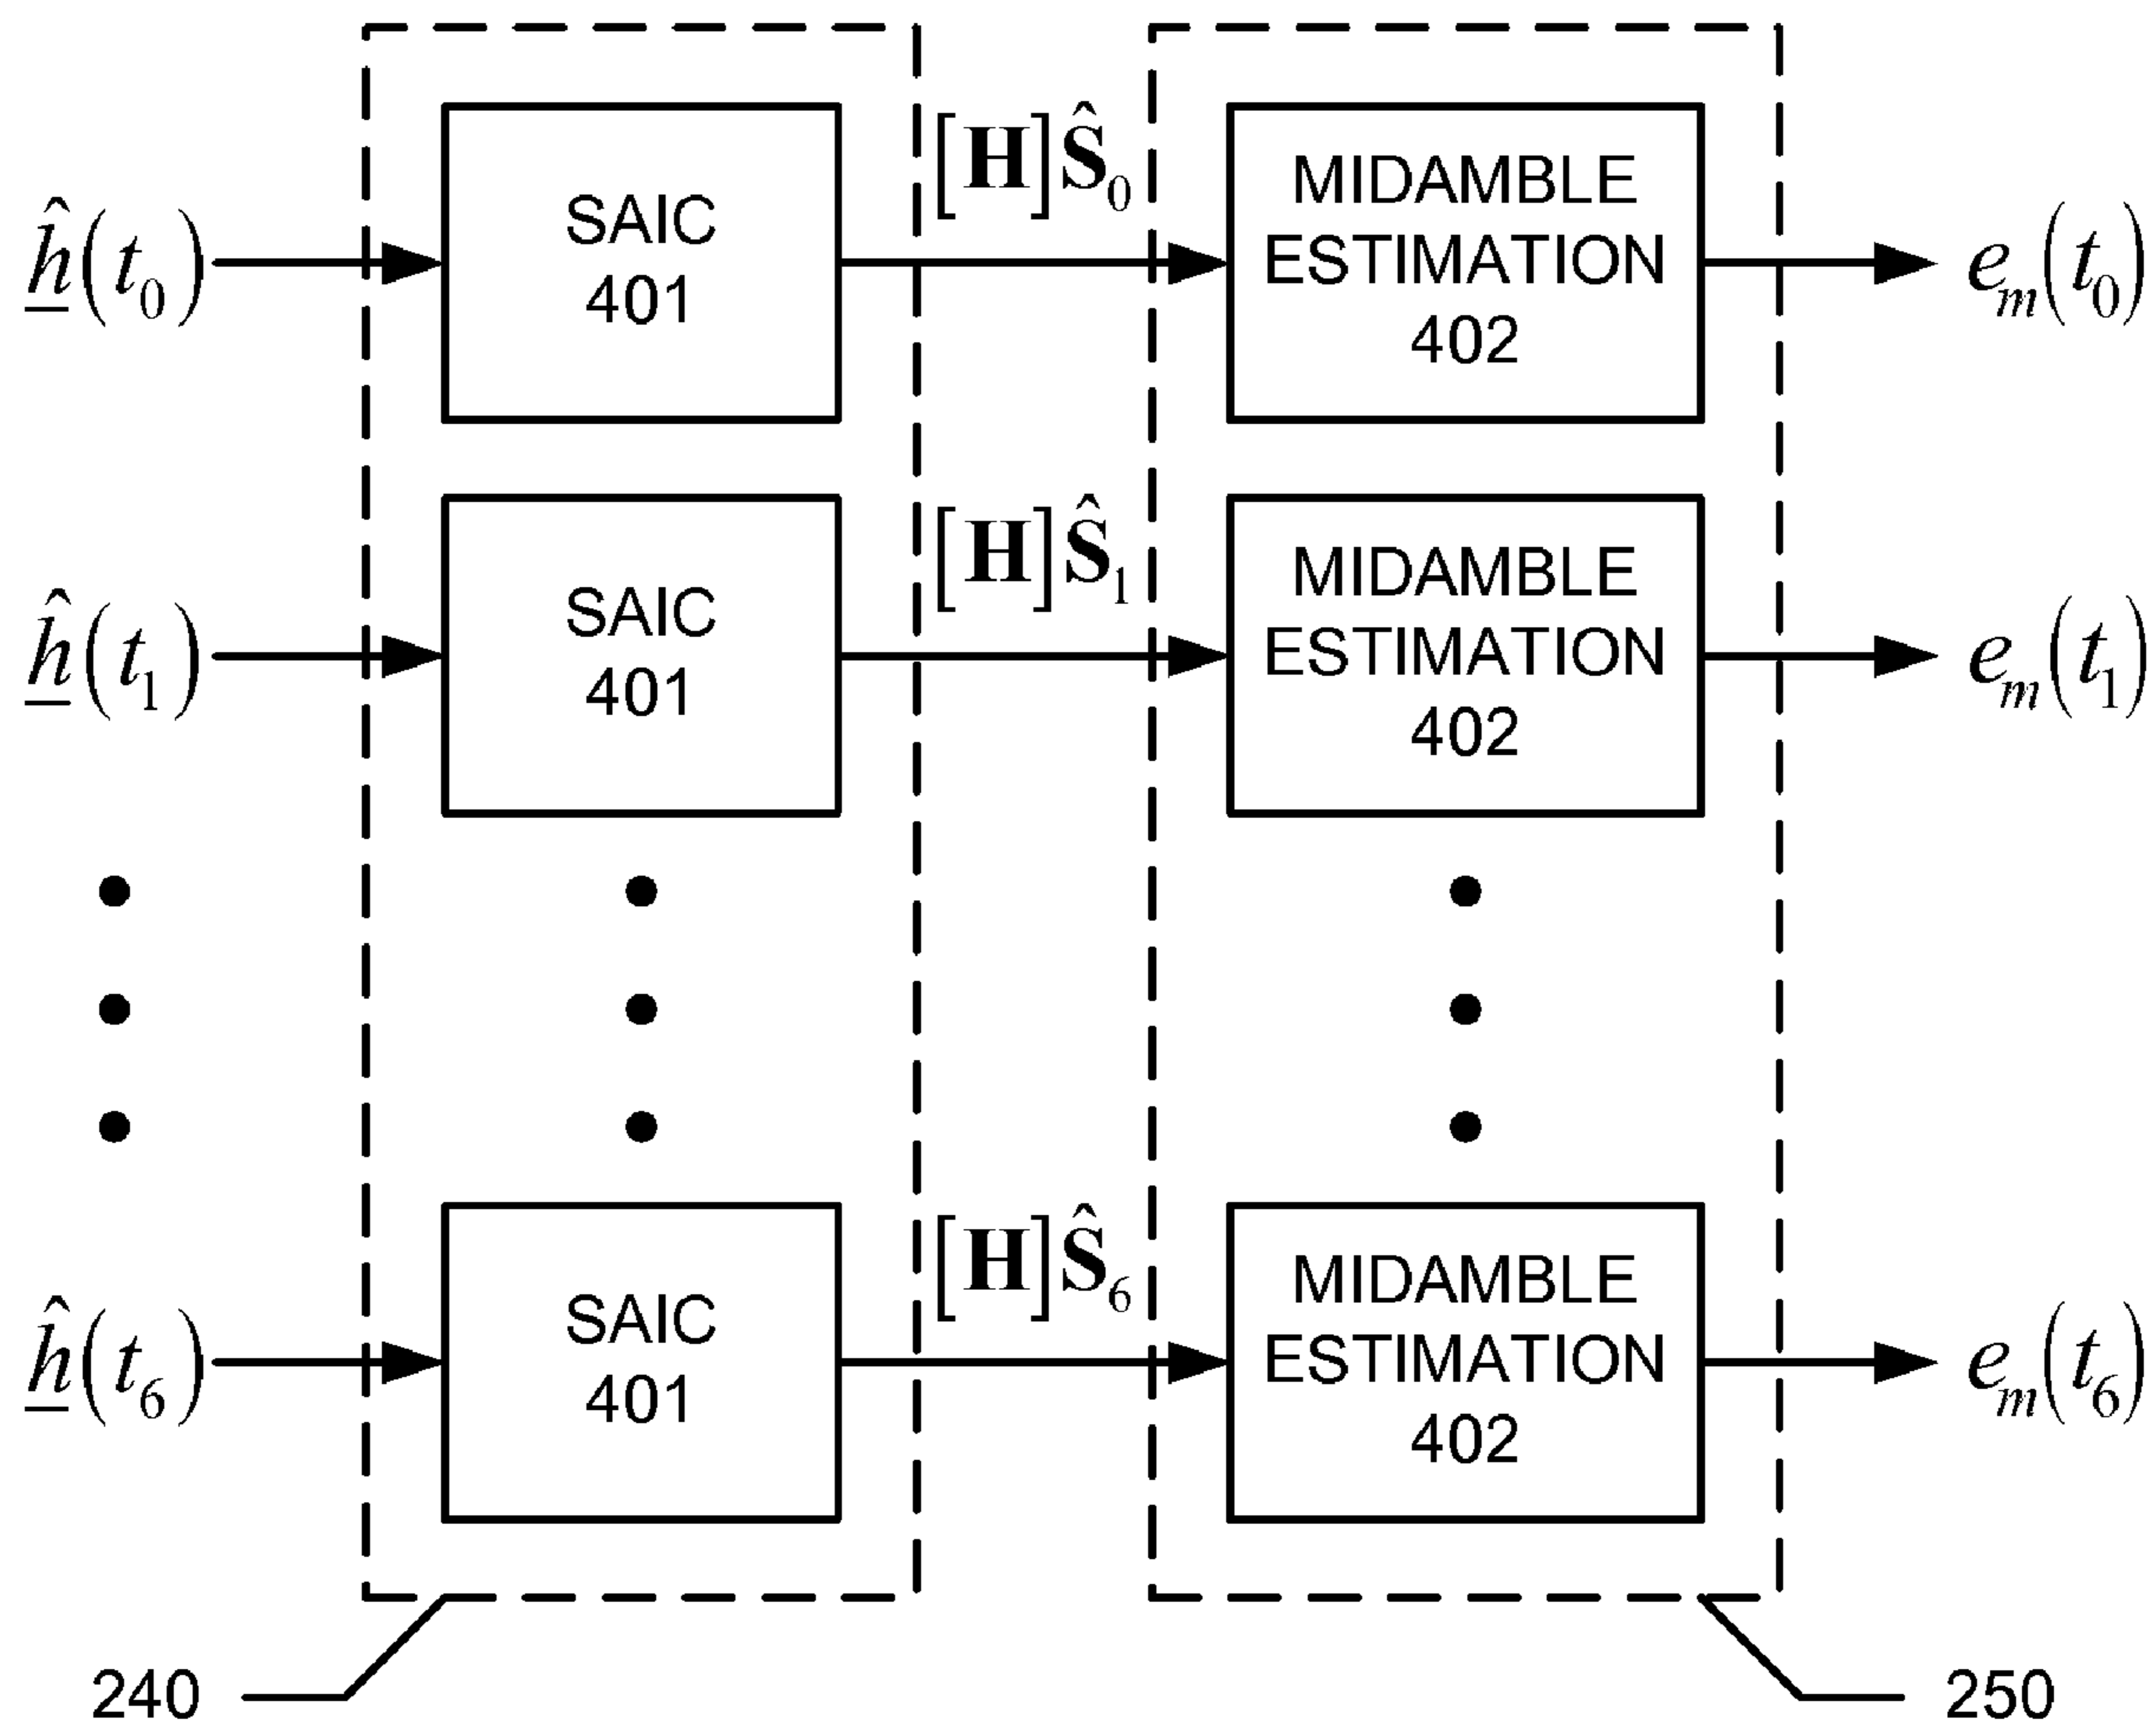 ĥ(t₀)
SAIC
401
[H]Ŝ₀
MIDAMBLE
ESTIMATION
402
eₘ(t₀)
ĥ(t₁)
SAIC
401
[H]Ŝ₁
MIDAMBLE
ESTIMATION
402
eₘ(t₁)
ĥ(t₆)
SAIC
401
[H]Ŝ₆
MIDAMBLE
ESTIMATION
402
eₘ(t₆)
240
250